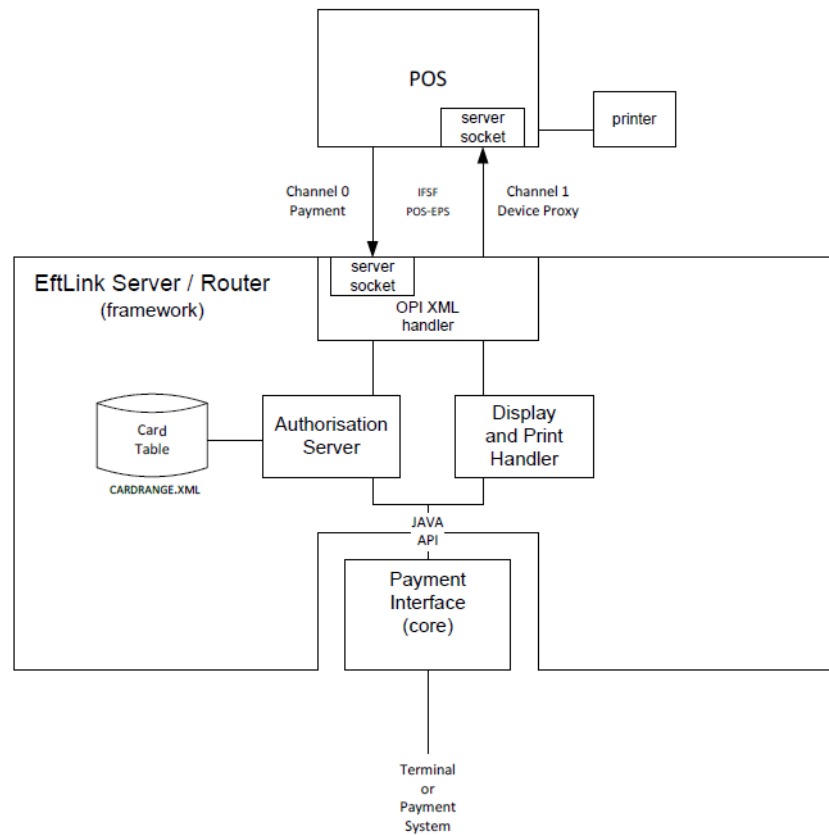 POS
server
socket
printer
Channel 0
Payment
IFSF
POS-EPS
Channel 1
Device Proxy
EftLink Server / Router
(framework)
server
socket
OPI XML
handler
Card
Table
CARDRANGE.XML
Authorisation
Server
Display
and Print
Handler
JAVA
API
Payment
Interface
(core)
Terminal
or
Payment
System